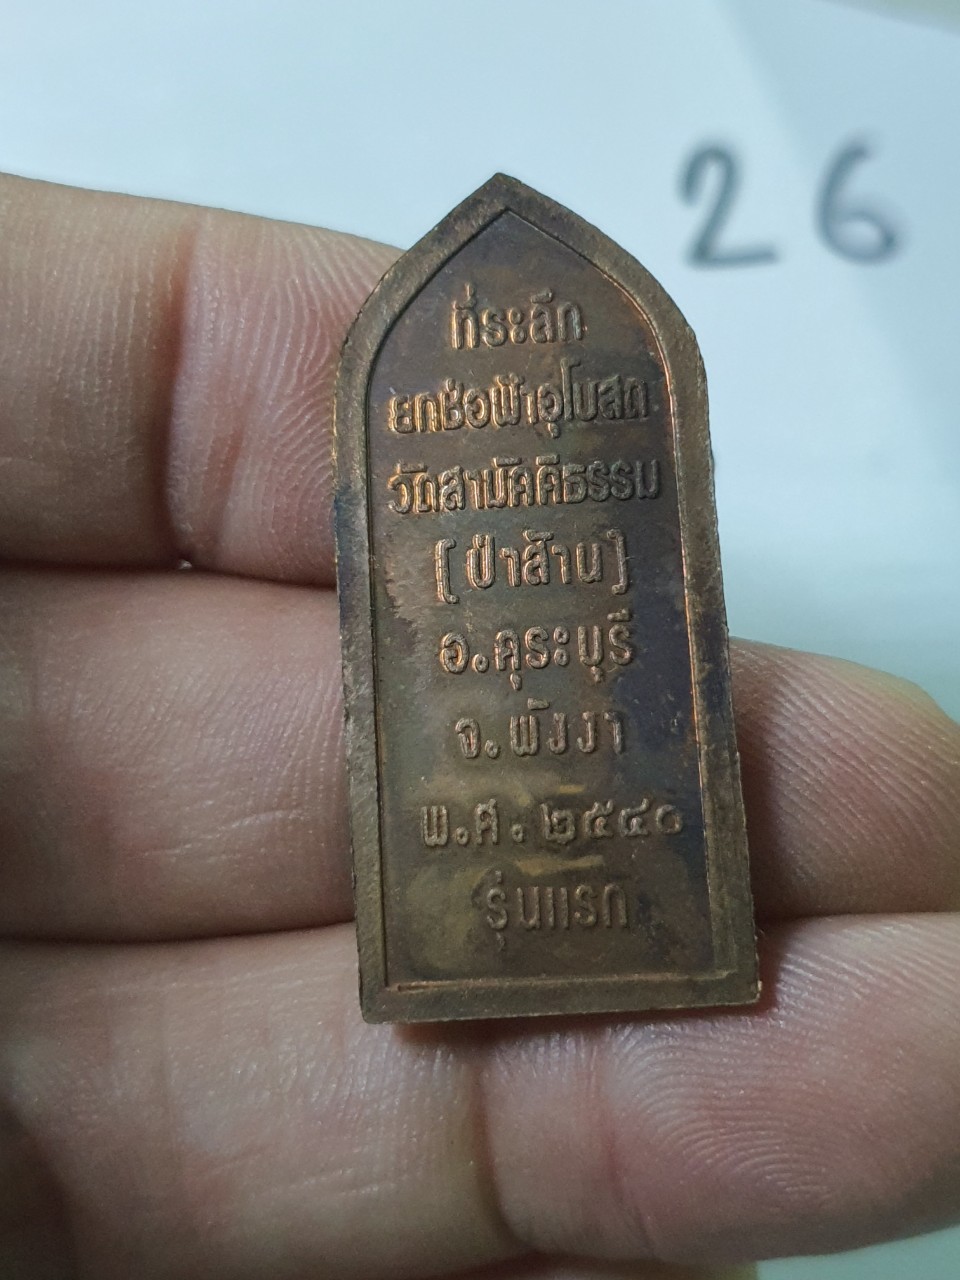 26
ที่ระลึก
ยกช่อฟ้าอุโบสถ
วัดสามัคคีธรรม
(ป่าส้าน)
อ.คุระบุรี
จ.พังงา
พ.ศ.๒๕๔๐
รุ่นแรก